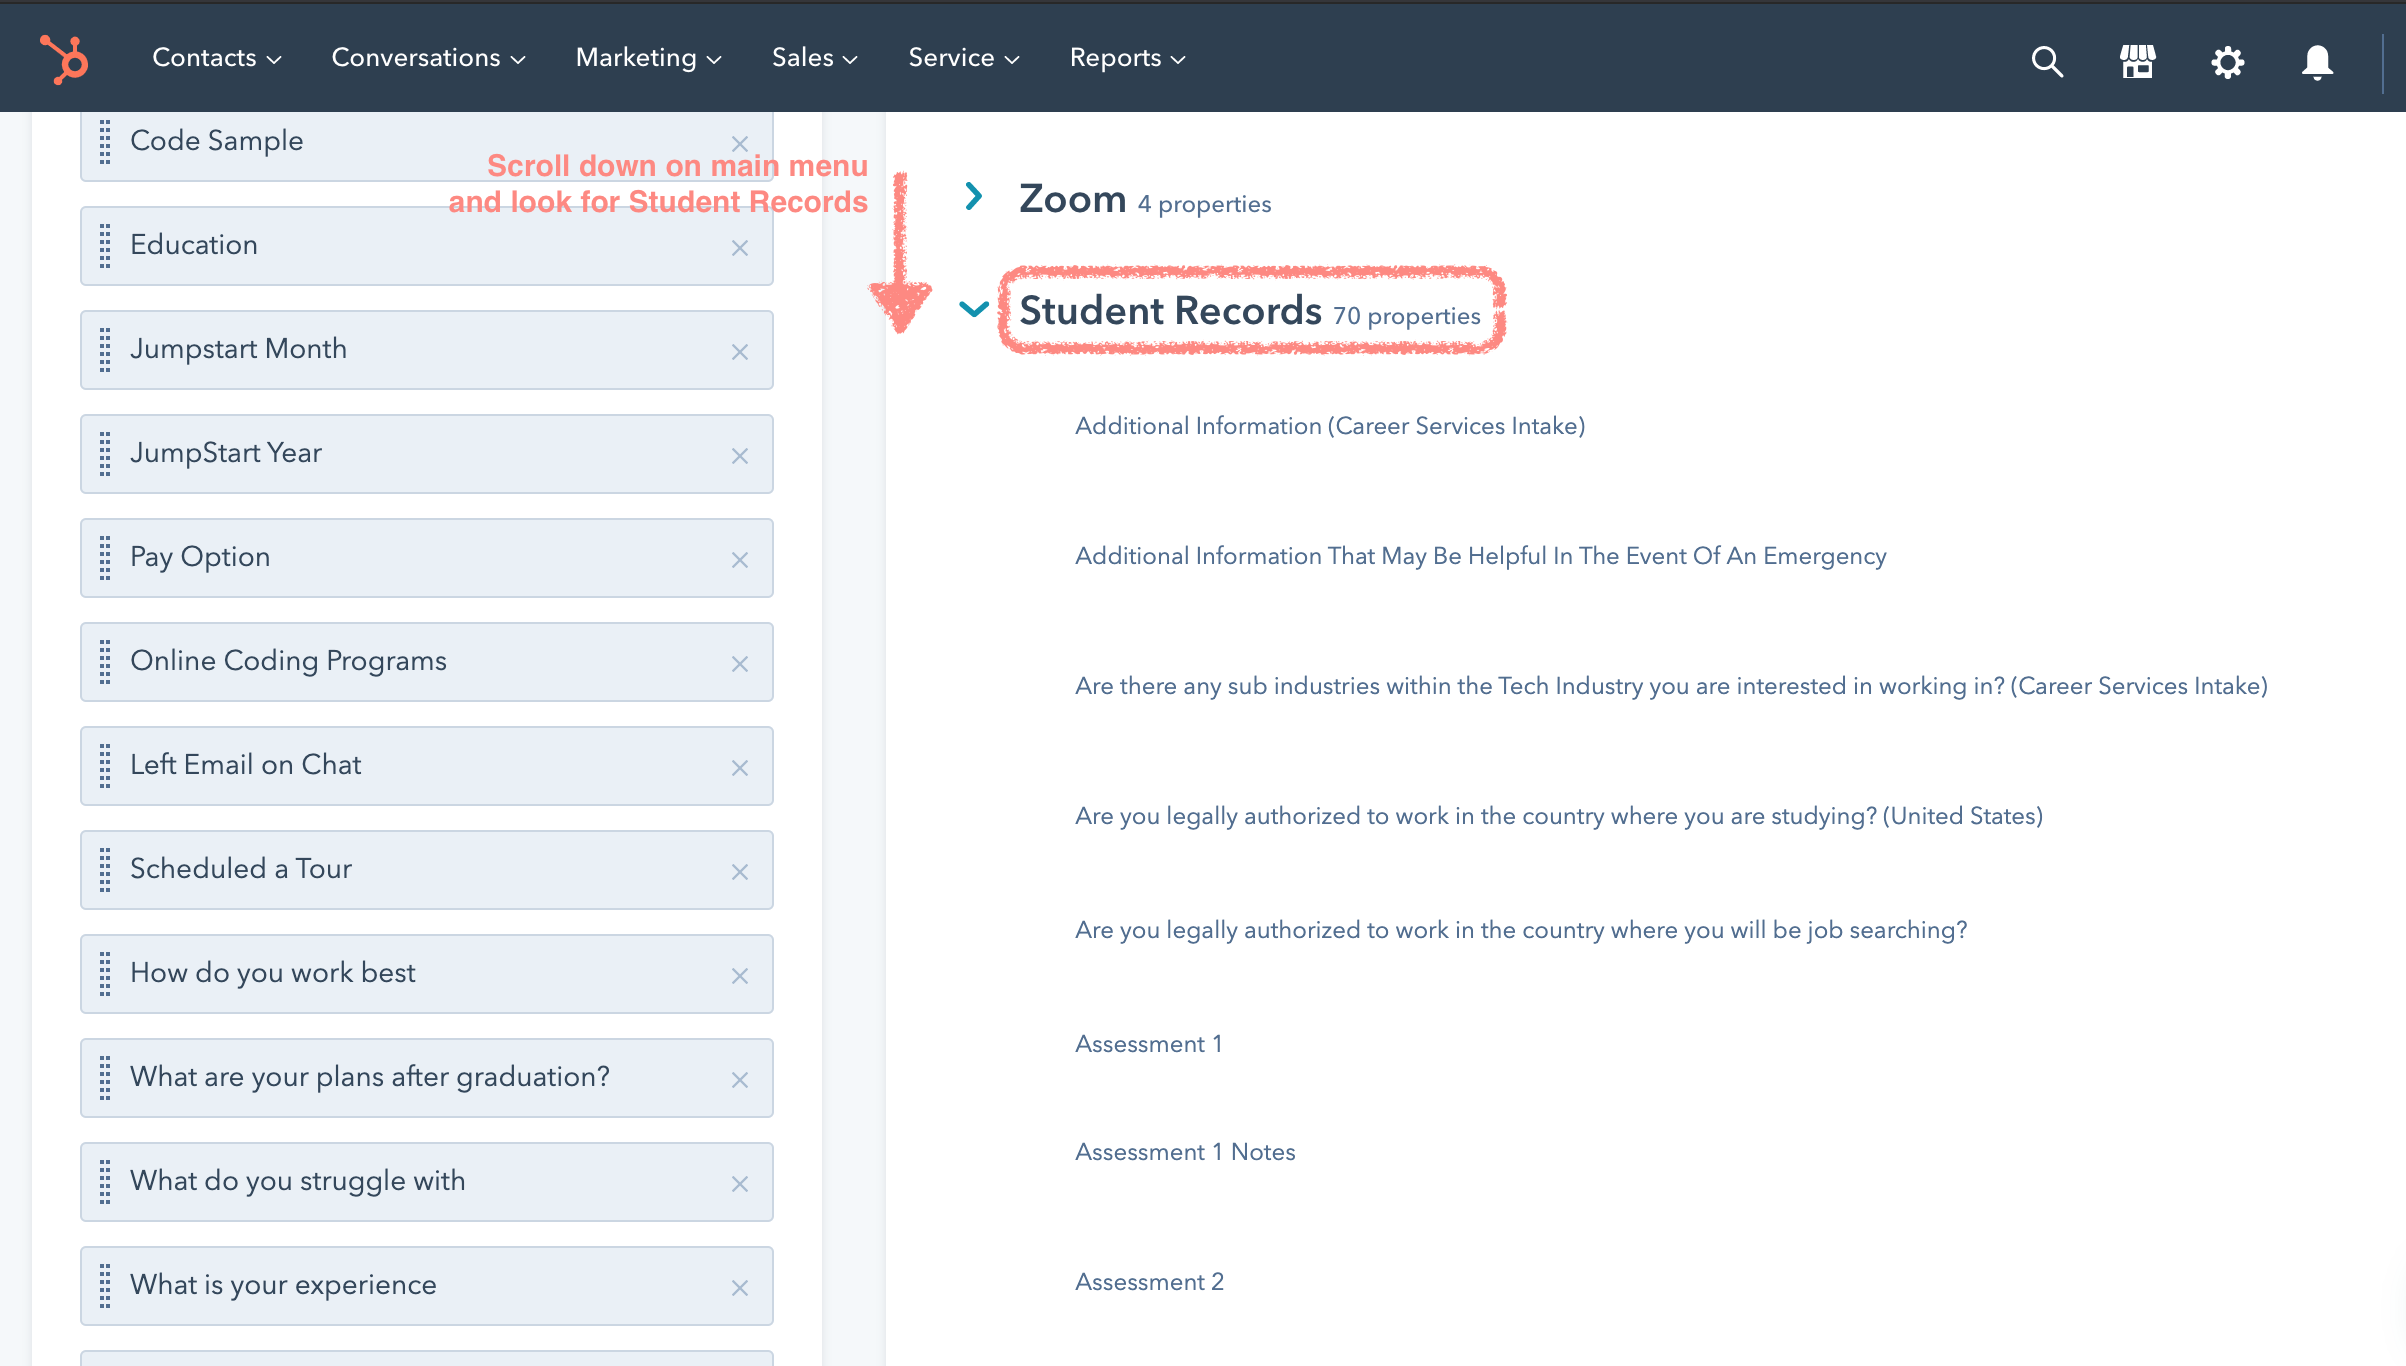 Contacts Conversations Marketing Sales Service Reports
Code Sample
Education
Jumpstart Month
JumpStart Year
Pay Option
Online Coding Programs
Left Email on Chat
Scheduled a Tour
How do you work best
What are your plans after graduation?
What do you struggle with
What is your experience
Scroll down on main menu
and look for Student Records
Zoom 4 properties
Student Records 70 properties
Additional Information (Career Services Intake)
Additional Information That May Be Helpful In The Event Of An Emergency
Are there any sub industries within the Tech Industry you are interested in working in? (Career Services Intake)
Are you legally authorized to work in the country where you are studying? (United States)
Are you legally authorized to work in the country where you will be job searching?
Assessment 1
Assessment 1 Notes
Assessment 2